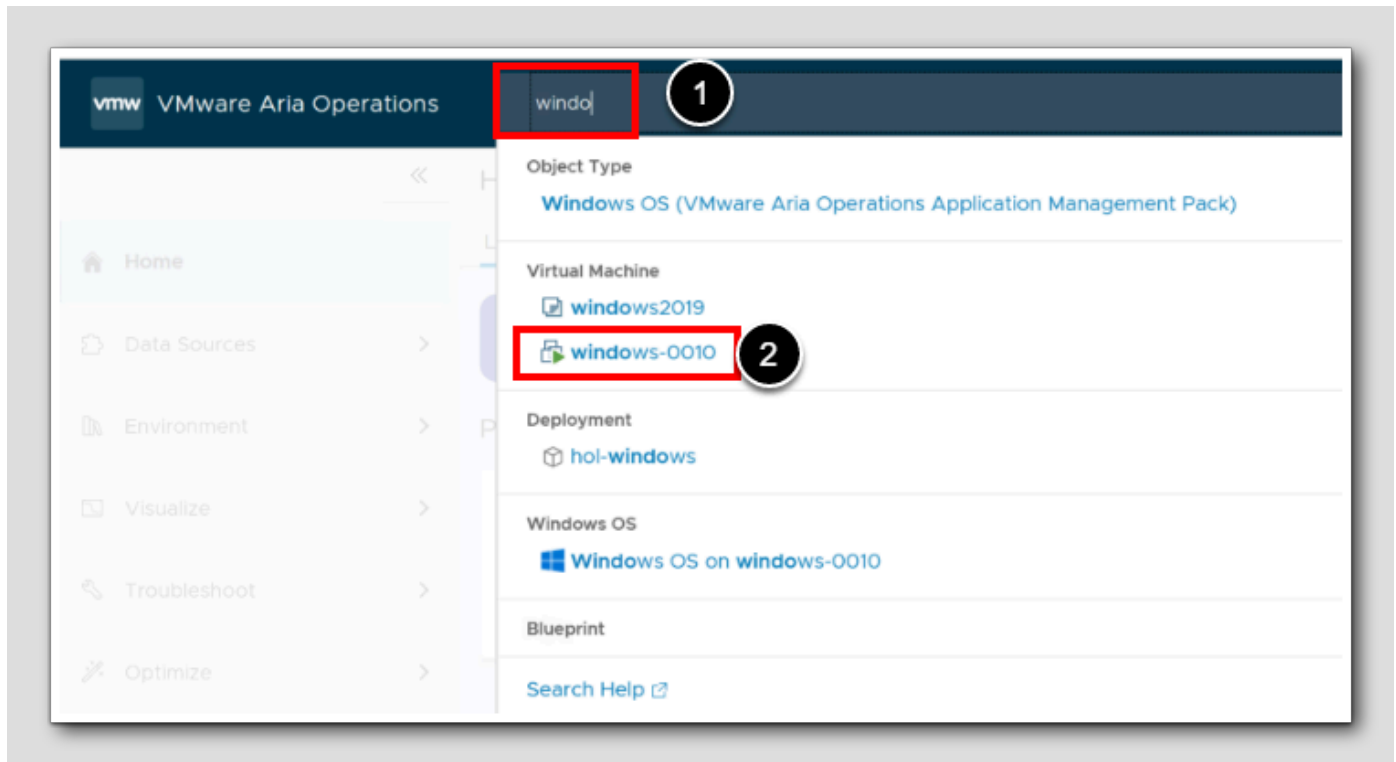 vmw VMware Aria Operations
windo
1
Object Type
Windows OS (VMware Aria Operations Application Management Pack)
Home
Virtual Machine
windows2019
Data Sources
windows-0010
2
Environment
Deployment
hol-windows
Visualize
Windows OS
Windows OS on windows-0010
Troubleshoot
Blueprint
Optimize
Search Help